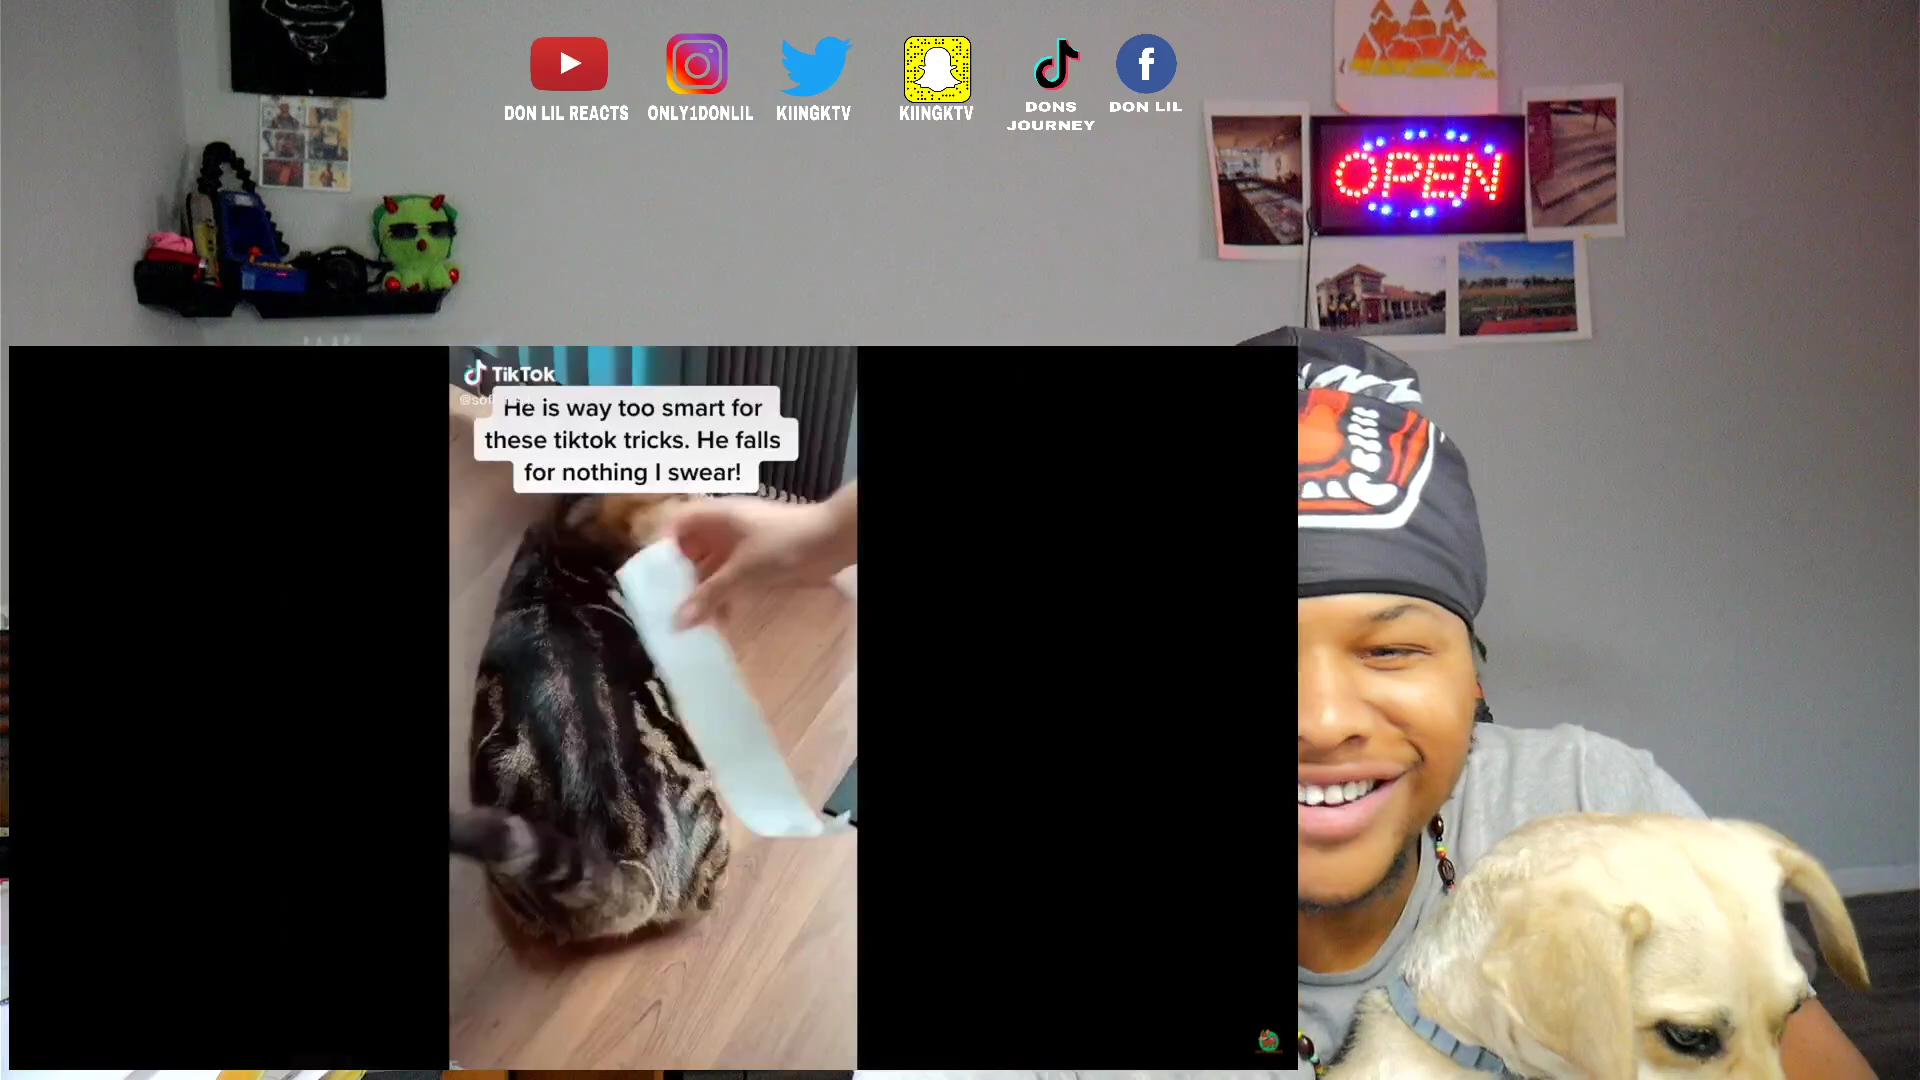 DON LIL REACTS
ONLY1DONLIL
KIINGKTV
KIINGKTV
DONS
JOURNEY
DON LIL
OPEN
TikTok
He is way too smart for
these tiktok tricks. He falls
for nothing I swear!